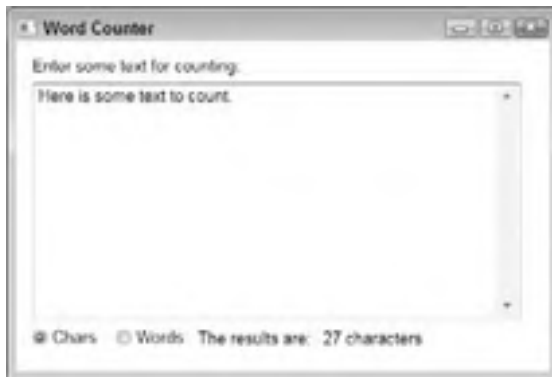 Word Counter
Enter some text for counting:
Here is some text to count.
Chars Words The results are: 27 characters